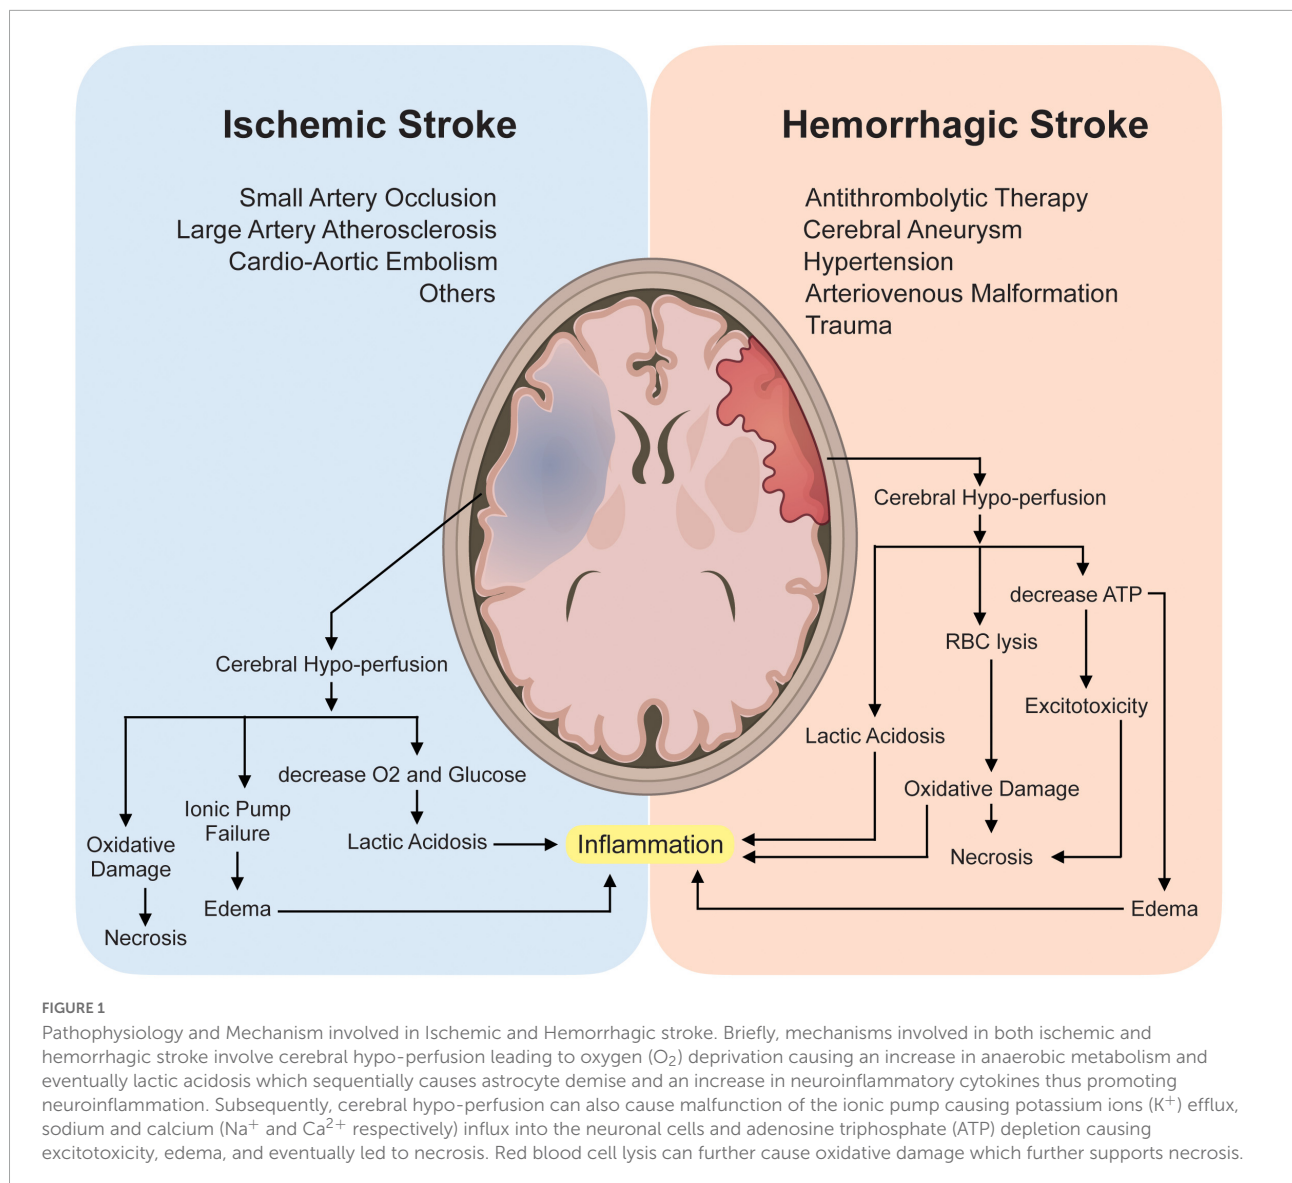 Ischemic Stroke
Small Artery Occlusion
Large Artery Atherosclerosis
Cardio-Aortic Embolism
Others
Hemorrhagic Stroke
Antithrombolytic Therapy
Cerebral Aneurysm
Hypertension
Arteriovenous Malformation
Trauma
Cerebral Hypo-perfusion
decrease O2 and Glucose
Ionic Pump
Failure
Oxidative
Damage
Lactic Acidosis
Edema
Necrosis
Inflammation
Cerebral Hypo-perfusion
decrease ATP
RBC lysis
Excitotoxicity
Lactic Acidosis
Oxidative Damage
Necrosis
Edema
FIGURE 1
Pathophysiology and Mechanism involved in Ischemic and Hemorrhagic stroke. Briefly, mechanisms involved in both ischemic and
hemorrhagic stroke involve cerebral hypo-perfusion leading to oxygen (O₂) deprivation causing an increase in anaerobic metabolism and
eventually lactic acidosis which sequentially causes astrocyte demise and an increase in neuroinflammatory cytokines thus promoting
neuroinflammation. Subsequently, cerebral hypo-perfusion can also cause malfunction of the ionic pump causing potassium ions (K⁺) efflux,
sodium and calcium (Na⁺ and Ca²⁺ respectively) influx into the neuronal cells and adenosine triphosphate (ATP) depletion causing
excitotoxicity, edema, and eventually led to necrosis. Red blood cell lysis can further cause oxidative damage which further supports necrosis.